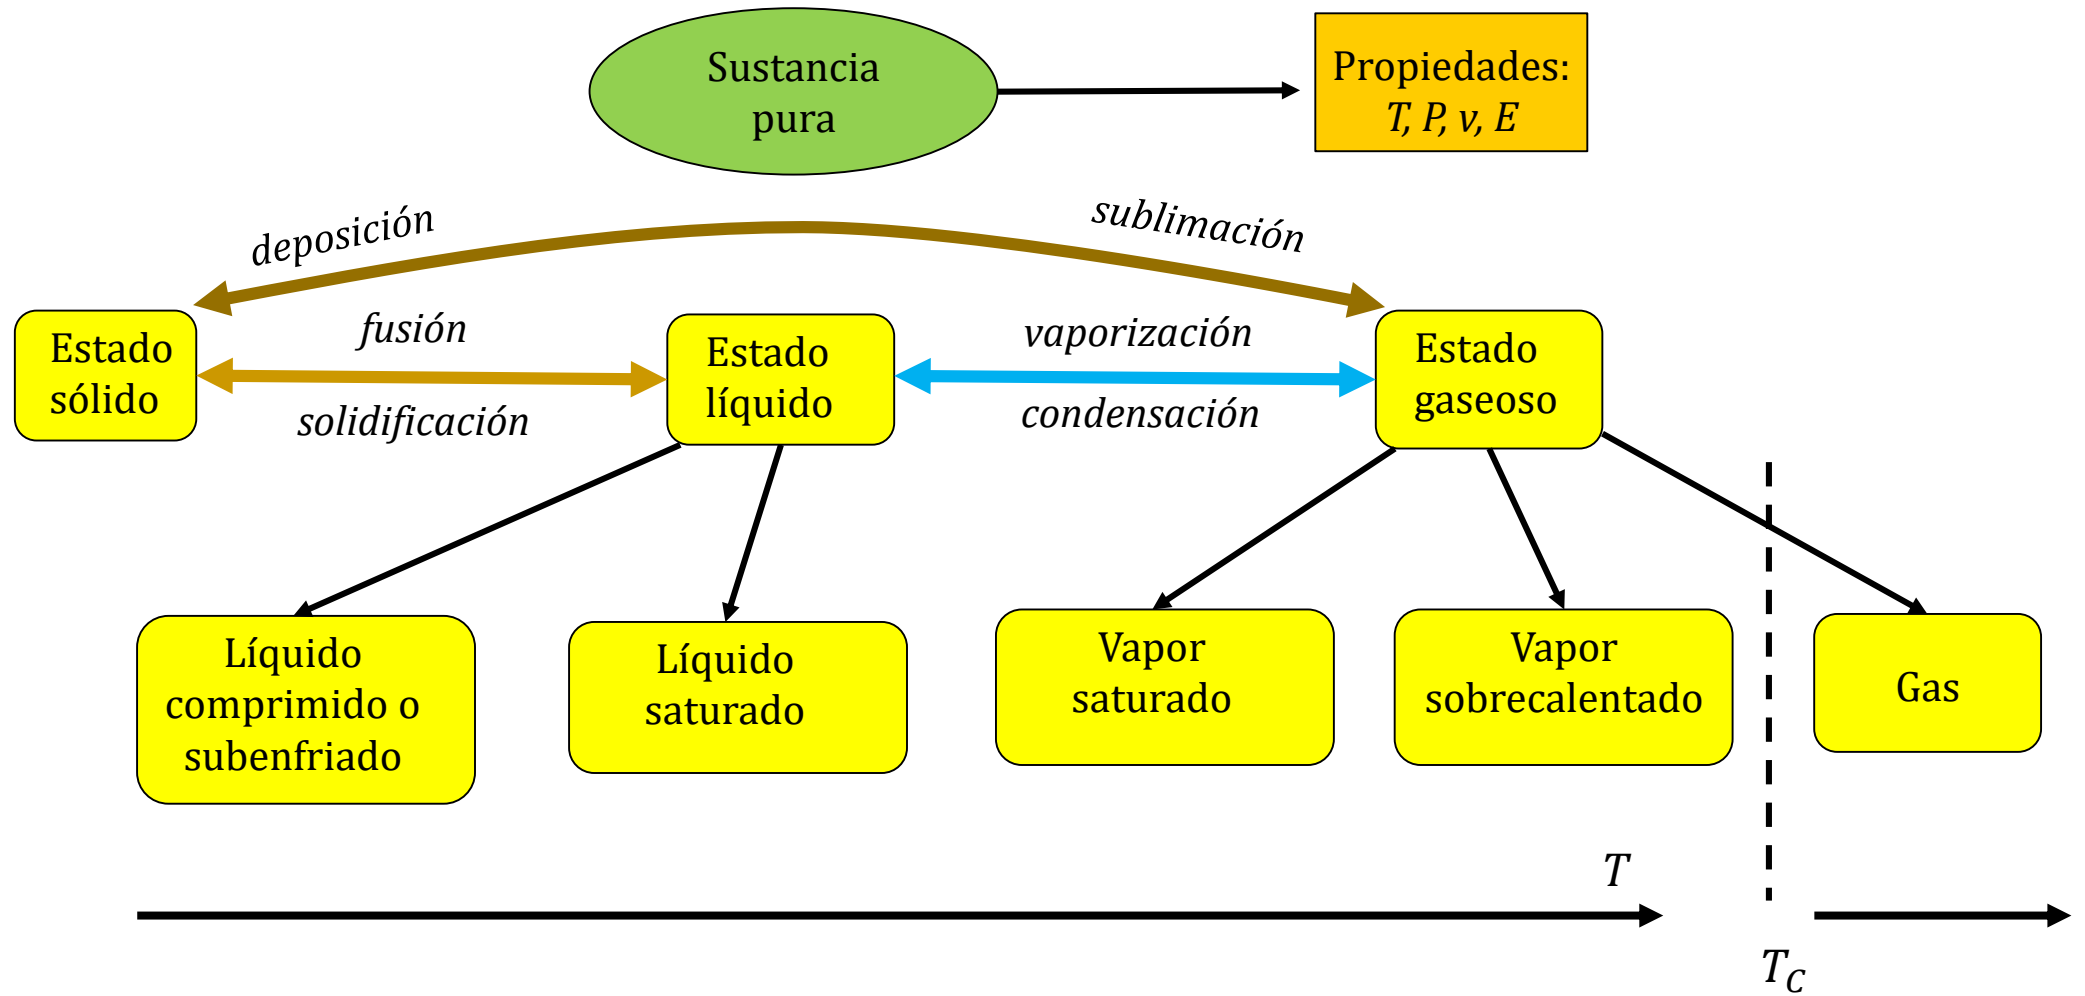 Sustancia
pura
Propiedades:
T, P, v, E
deposición
sublimación
Estado
sólido
fusión
solidificación
Estado
líquido
vaporización
condensación
Estado
gaseoso
Líquido
comprimido o
subenfriado
Líquido
saturado
Vapor
saturado
Vapor
sobrecalentado
Gas
T
T_C